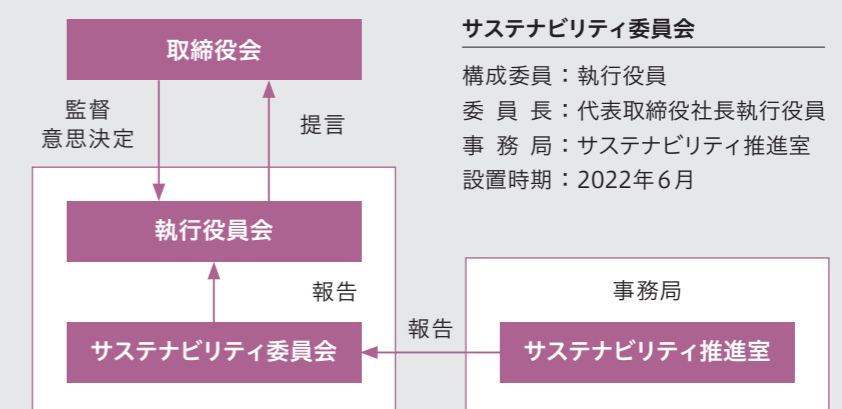 取締役会
監督
意思決定
提言
執行役員会
報告
サステナビリティ委員会
報告
サステナビリティ委員会
構成委員：執行役員
委 員 長：代表取締役社長執行役員
事 務 局：サステナビリティ推進室
設置時期：2022年6月
事務局
サステナビリティ推進室